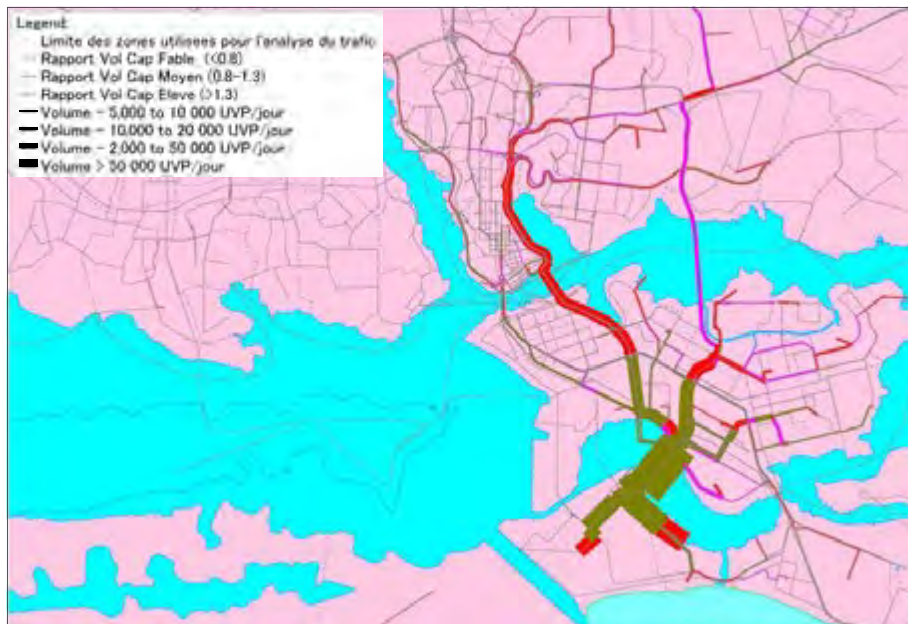 Legend:
Limite des zones utilisees pour l'analyse du trafic
Rapport Vol Cap Fable (<0.8)
Rapport Vol Cap Moyen (0.8-1.3)
Rapport Vol Cap Eleve (>1.3)
Volume - 5,000 to 10 000 UVP/jour
Volume - 10,000 to 20 000 UVP/jour
Volume - 2,000 to 50 000 UVP/jour
Volume > 50 000 UVP/jour